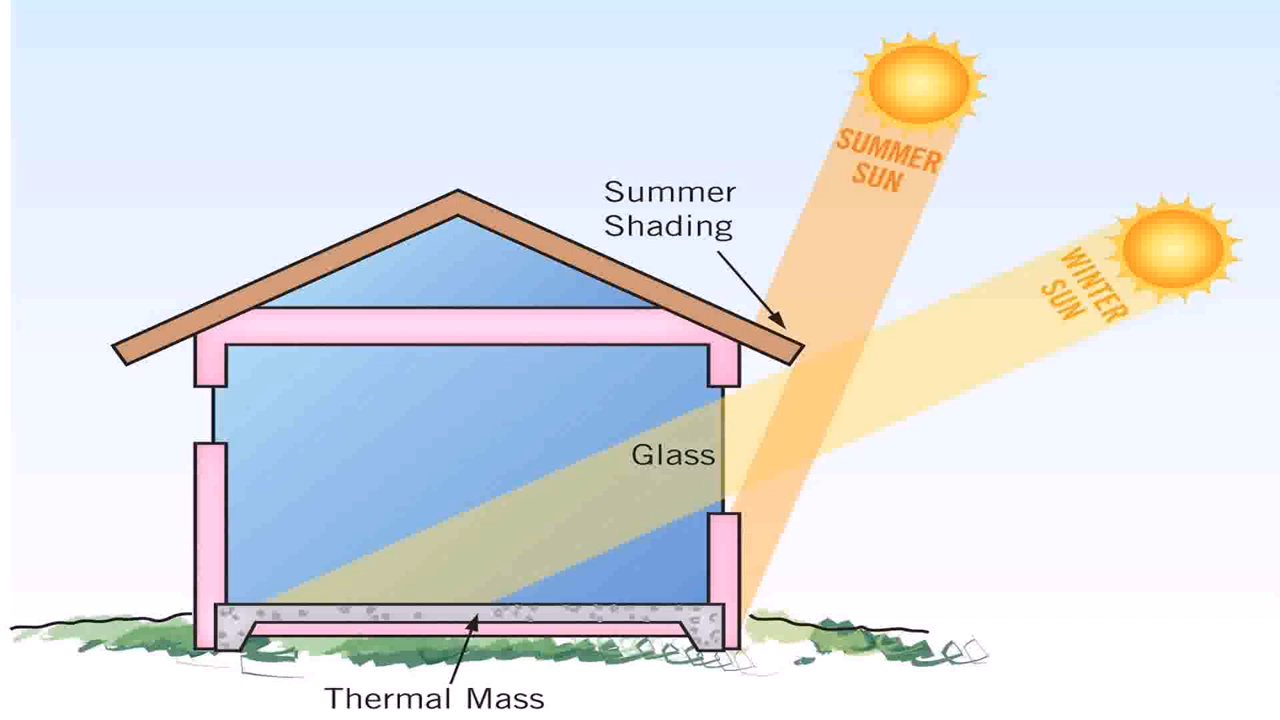 SUMMER
SUN
Summer
Shading
WINTER
SUN
Glass
Thermal Mass